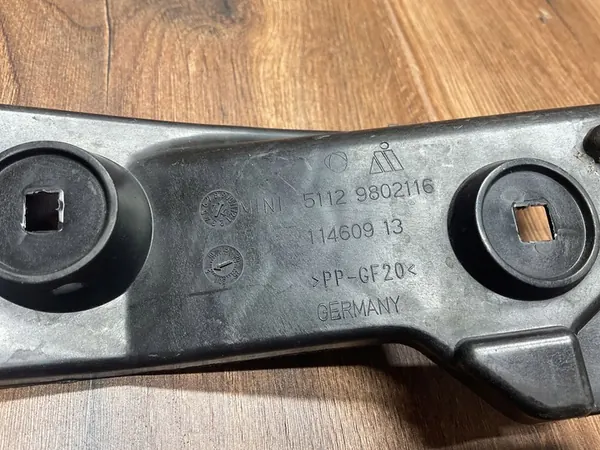 MINI 5112 9802116
114609 13
>PP-GF20<
GERMANY